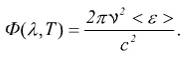 Φ(λ,T) = 2πν² < ε > / c² .